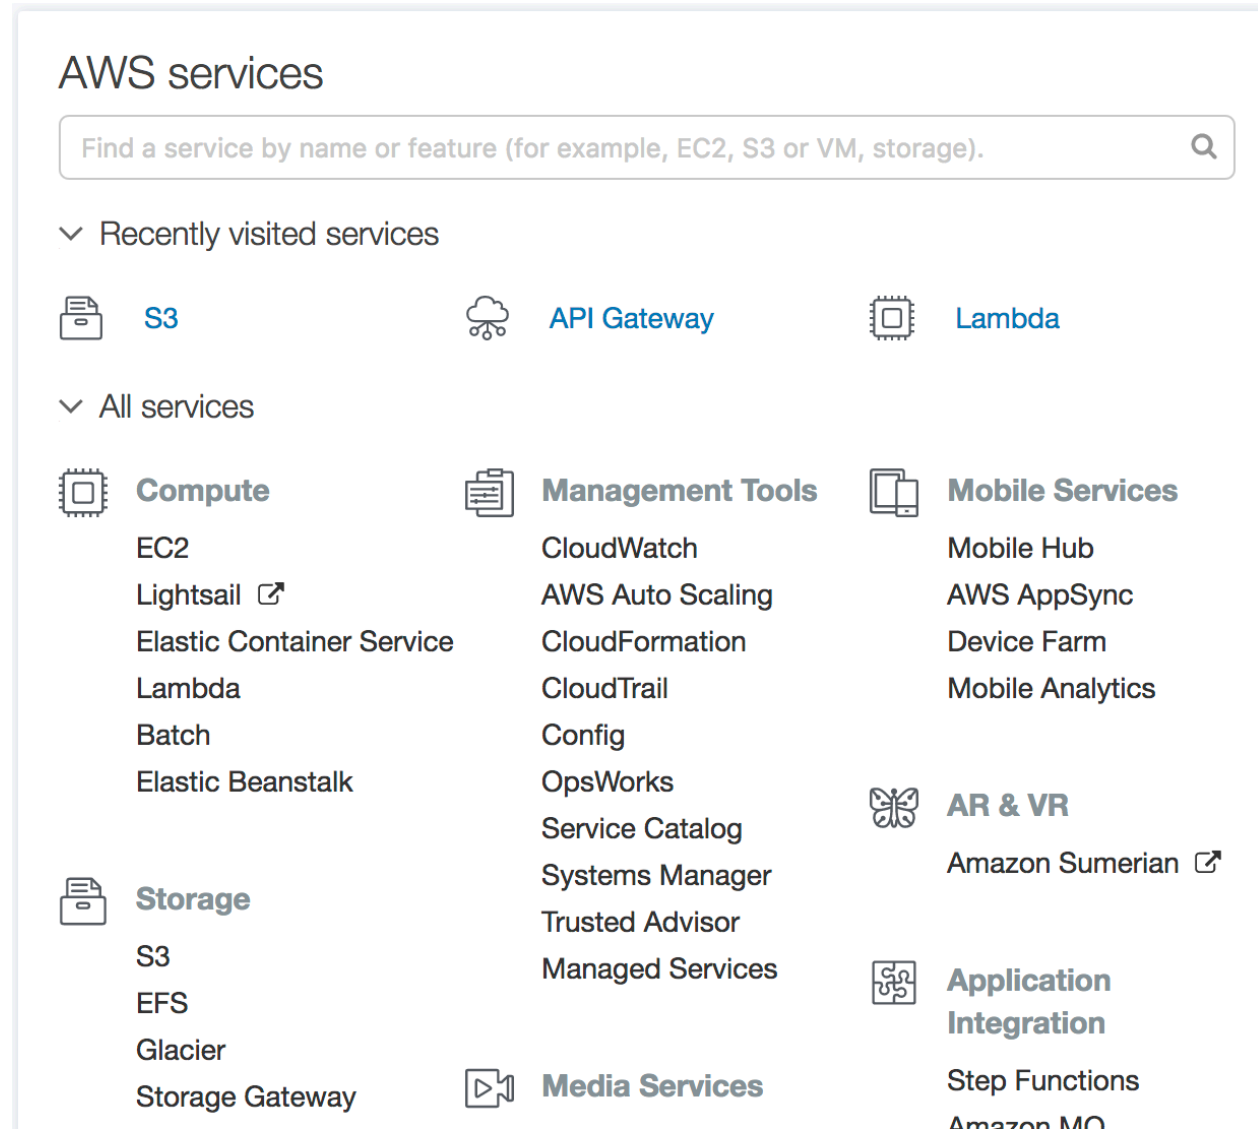 AWS services
Find a service by name or feature (for example, EC2, S3 or VM, storage).
Recently visited services
S3
API Gateway
Lambda
All services
Compute
EC2
Lightsail
Elastic Container Service
Lambda
Batch
Elastic Beanstalk
Storage
S3
EFS
Glacier
Storage Gateway
Management Tools
CloudWatch
AWS Auto Scaling
CloudFormation
CloudTrail
Config
OpsWorks
Service Catalog
Systems Manager
Trusted Advisor
Managed Services
Media Services
Mobile Services
Mobile Hub
AWS AppSync
Device Farm
Mobile Analytics
AR & VR
Amazon Sumerian
Application
Integration
Step Functions
Amazon MQ